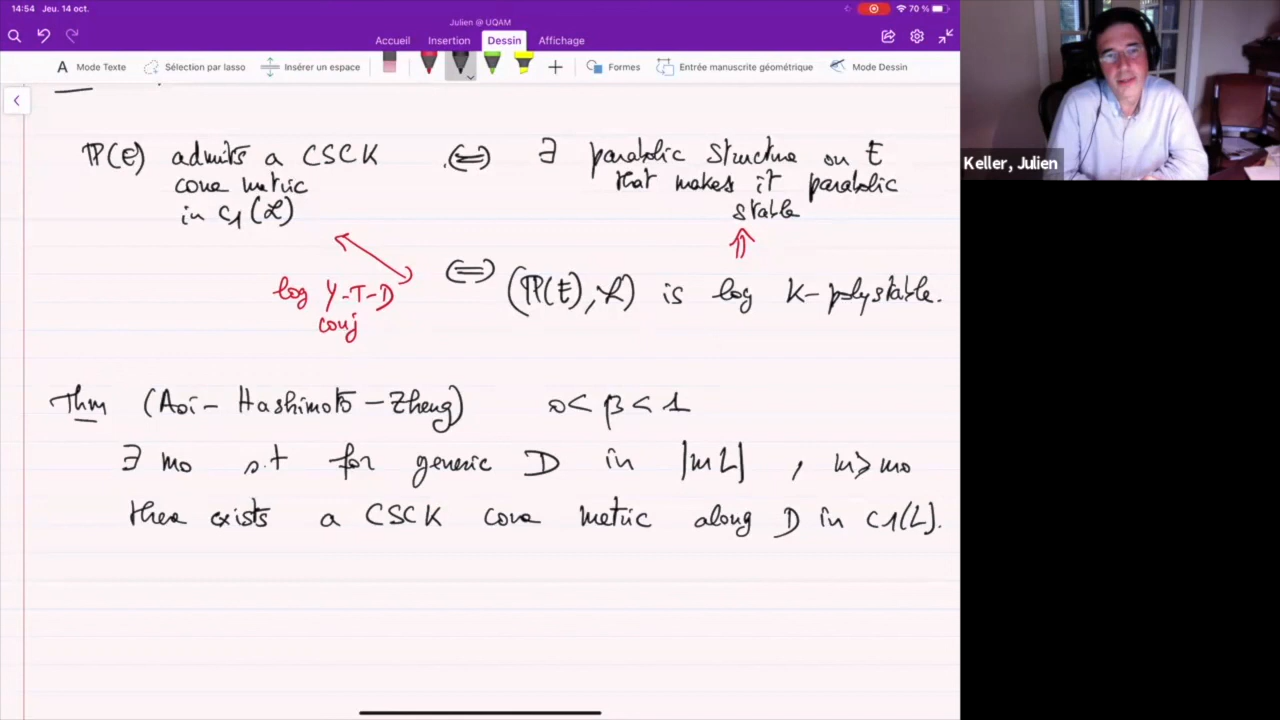 14:54 Jeu. 14 oct.
70 %
Julien @ UQAM
Accueil Insertion Dessin Affichage
A Mode Texte Sélection par lasso Insérer un espace Formes Entrée manuscrite géométrique Mode Dessin
Keller, Julien
P(E) admits a CSCK (⇐) ∃ parabolic structure on E
cone metric that makes it parabolic
in c1(L) stable
log Y-T-D (⇐) (P(E), L) is log K-polystable.
conj
Thm (Aoi - Hashimoto - Zheng) 0 < β < 1
∃ mo s.t for generic D in |mL| , m ≥ mo
there exists a CSCK cone metric along D in c1(L).